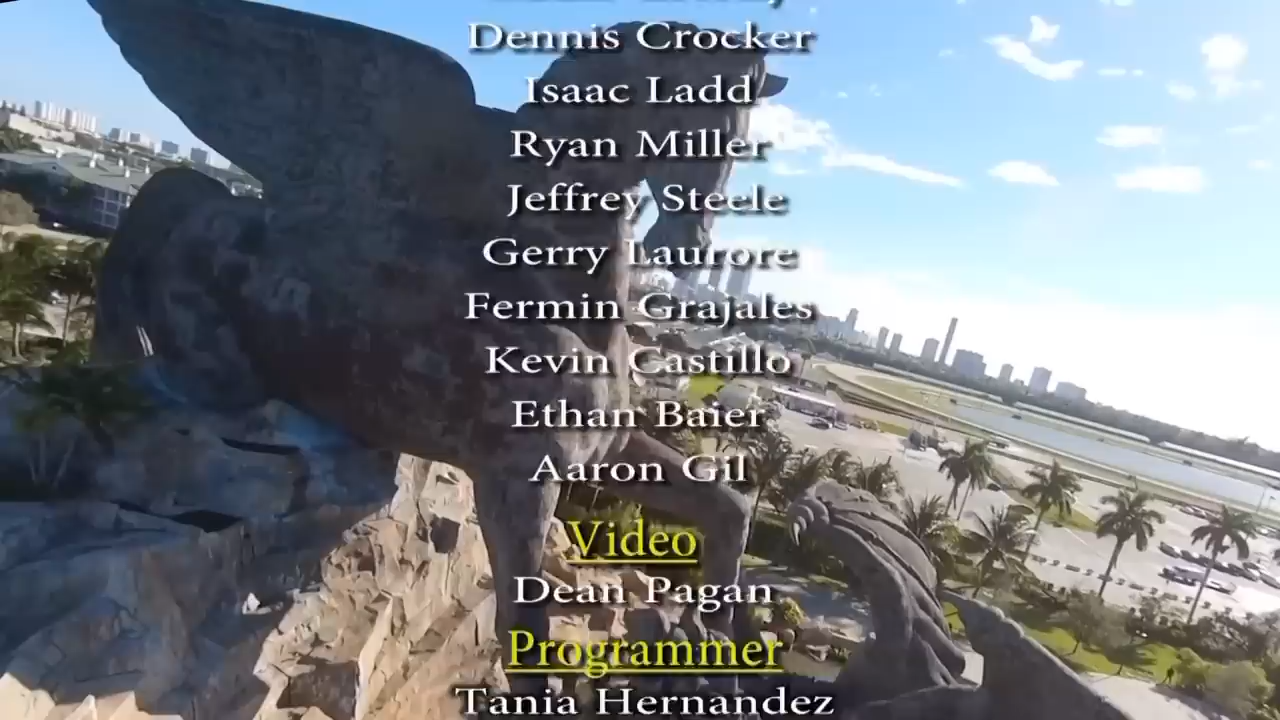 Dennis Crocker
Isaac Ladd
Ryan Miller
Jeffrey Steele
Gerry Laurore
Fermin Grajales
Kevin Castillo
Ethan Baier
Aaron Gil
Video
Dean Pagan
Programmer
Tania Hernandez